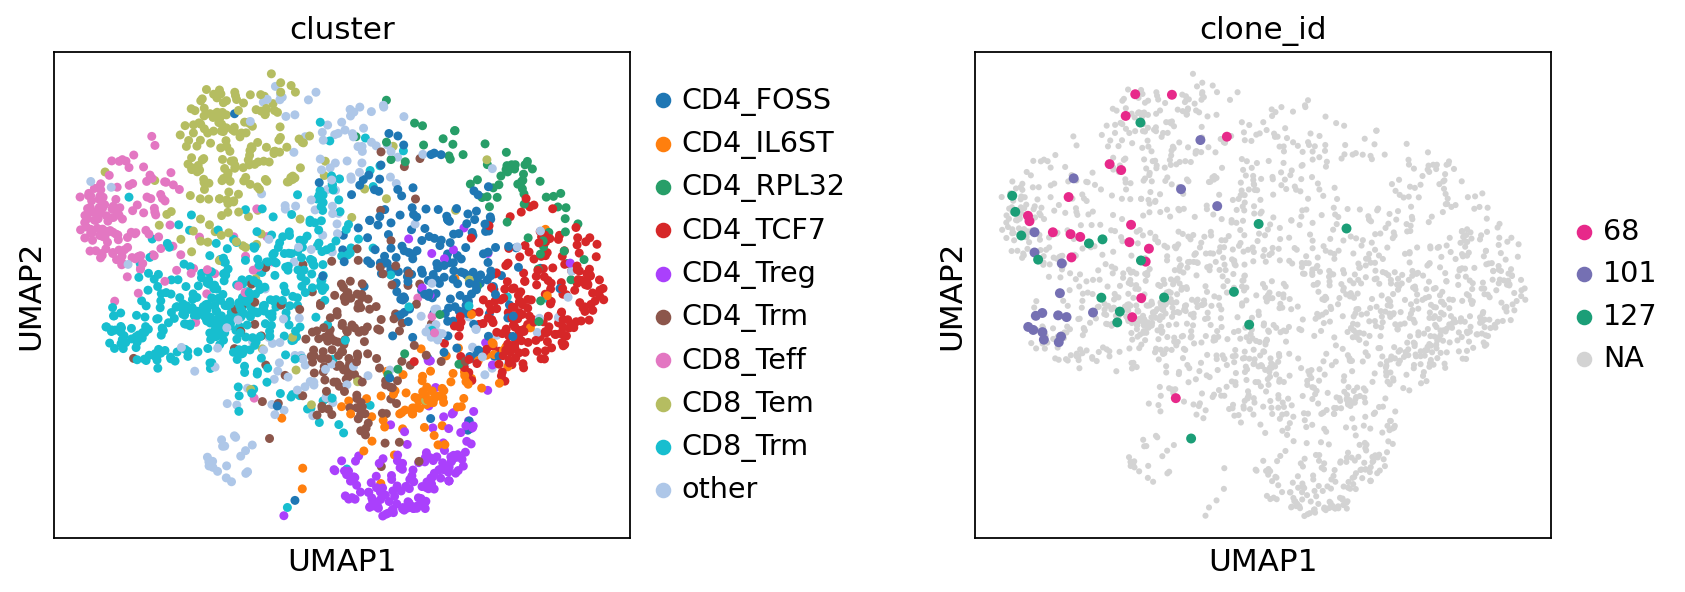 cluster
UMAP2
UMAP1
CD4_FOSS
CD4_IL6ST
CD4_RPL32
CD4_TCF7
CD4_Treg
CD4_Trm
CD8_Teff
CD8_Tem
CD8_Trm
other
clone_id
UMAP2
UMAP1
68
101
127
NA